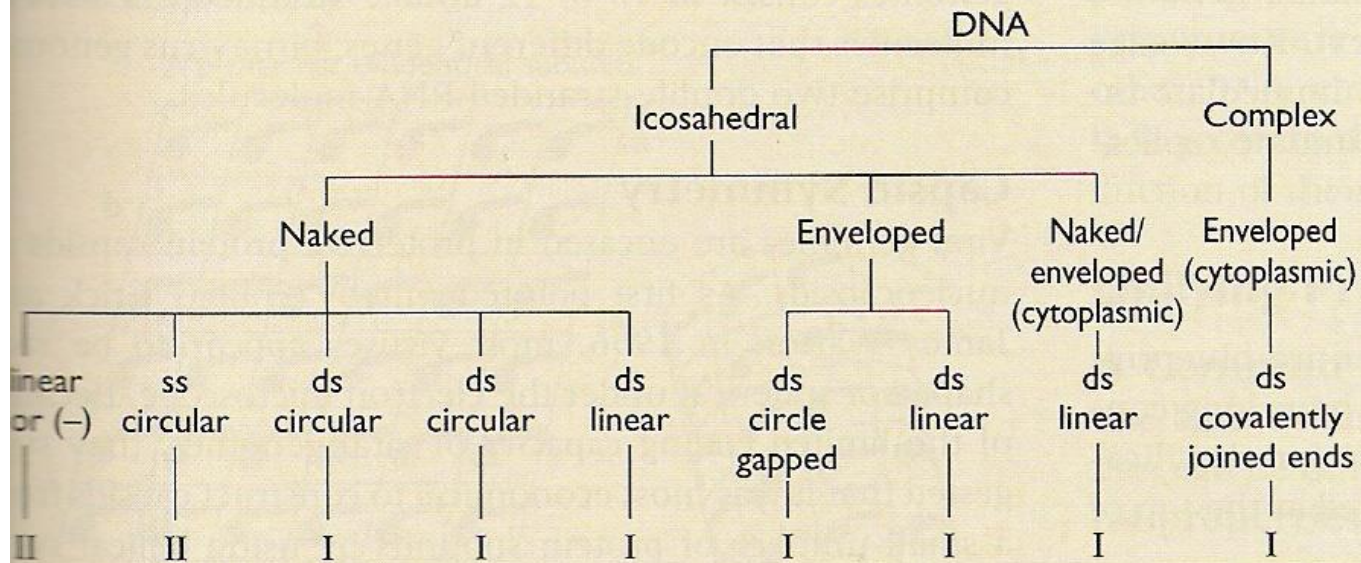 DNA
Icosahedral Complex
Naked Enveloped Naked/ Enveloped
enveloped (cytoplasmic)
(cytoplasmic)
linear ss ds ds ds ds ds ds ds
or (–) circular circular circular linear circle linear linear covalently
gapped joined ends
II II I I I I I I I